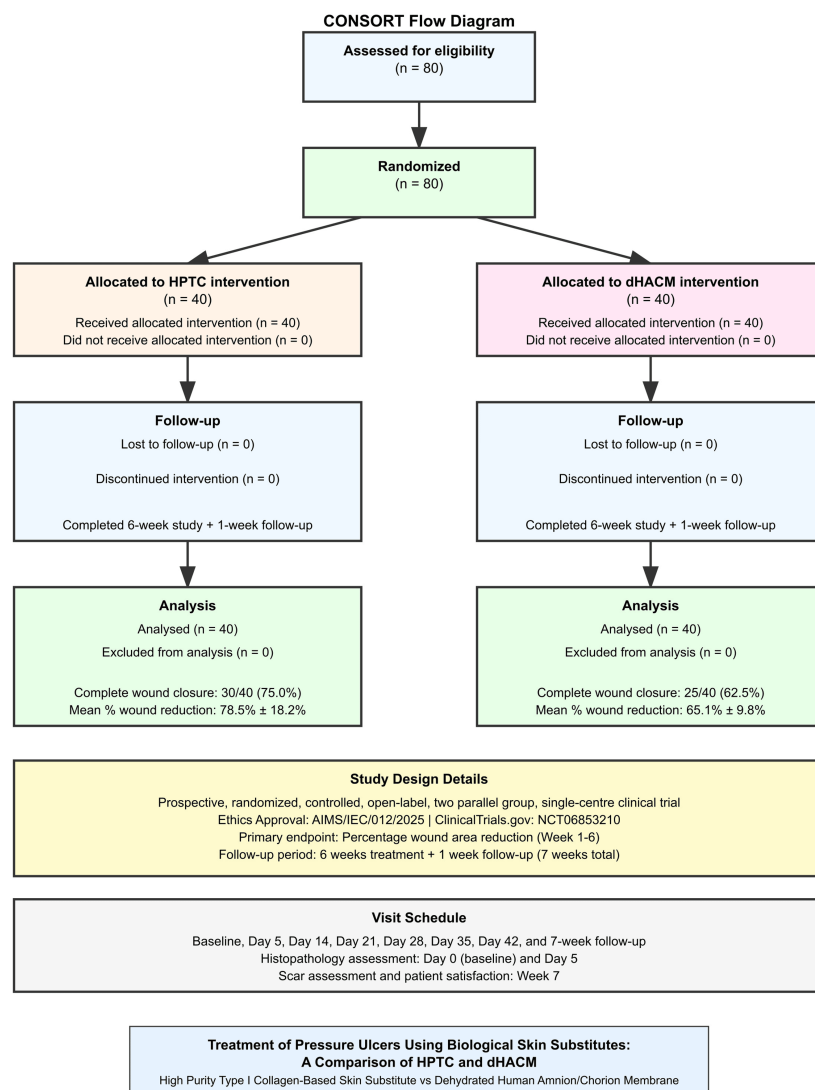 CONSORT Flow Diagram
Assessed for eligibility
(n = 80)
Randomized
(n = 80)
Allocated to HPTC intervention
(n = 40)
Received allocated intervention (n = 40)
Did not receive allocated intervention (n = 0)
Allocated to dHACM intervention
(n = 40)
Received allocated intervention (n = 40)
Did not receive allocated intervention (n = 0)
Follow-up
Lost to follow-up (n = 0)
Discontinued intervention (n = 0)
Completed 6-week study + 1-week follow-up
Follow-up
Lost to follow-up (n = 0)
Discontinued intervention (n = 0)
Completed 6-week study + 1-week follow-up
Analysis
Analysed (n = 40)
Excluded from analysis (n = 0)
Complete wound closure: 30/40 (75.0%)
Mean % wound reduction: 78.5% ± 18.2%
Analysis
Analysed (n = 40)
Excluded from analysis (n = 0)
Complete wound closure: 25/40 (62.5%)
Mean % wound reduction: 65.1% ± 9.8%
Study Design Details
Prospective, randomized, controlled, open-label, two parallel group, single-centre clinical trial
Ethics Approval: AIMS/IEC/012/2025 | ClinicalTrials.gov: NCT06853210
Primary endpoint: Percentage wound area reduction (Week 1-6)
Follow-up period: 6 weeks treatment + 1 week follow-up (7 weeks total)
Visit Schedule
Baseline, Day 5, Day 14, Day 21, Day 28, Day 35, Day 42, and 7-week follow-up
Histopathology assessment: Day 0 (baseline) and Day 5
Scar assessment and patient satisfaction: Week 7
Treatment of Pressure Ulcers Using Biological Skin Substitutes:
A Comparison of HPTC and dHACM
High Purity Type I Collagen-Based Skin Substitute vs Dehydrated Human Amnion/Chorion Membrane